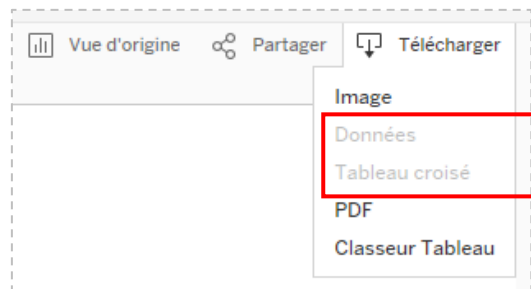 Vue d'origine Partager Télécharger
Image
Données
Tableau croisé
PDF
Classeur Tableau